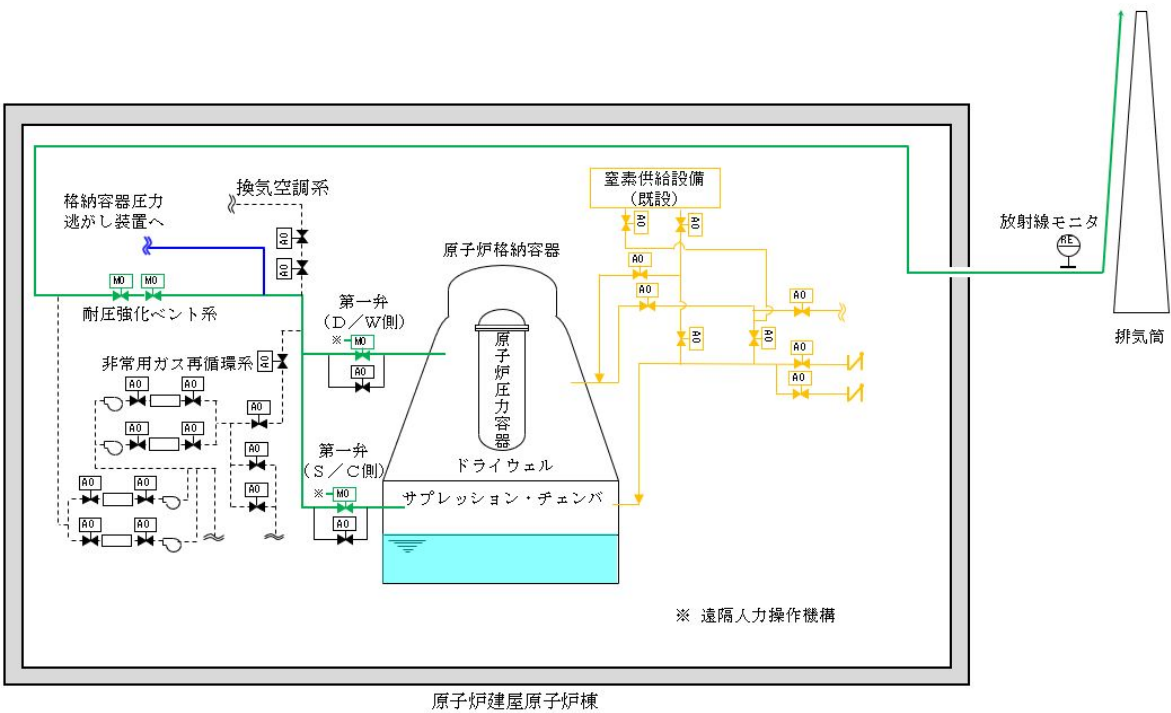 換気空調系
窒素供給設備
(既設)
AO
AO
格納容器圧力
逃がし装置へ
放射線モニタ
RE
AO
AO
原子炉格納容器
AO
AO
AO
MO
MO
耐圧強化ベント系
第一弁
(D/W側)
※
MO
AO
原子炉圧力容器
AO
AO
排気筒
非常用ガス再循環系
AO
AO
AO
AO
AO
AO
AO
AO
AO
AO
第一弁
(S/C側)
※
MO
AO
ドライウェル
サプレッション・チェンバ
AO
AO
AO
AO
AO
※ 遠隔人力操作機構
原子炉建屋原子炉棟